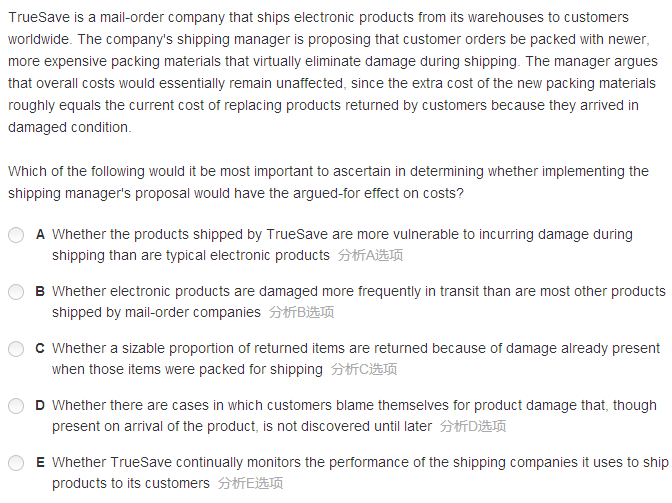 TrueSave is a mail-order company that ships electronic products from its warehouses to customers
worldwide. The company's shipping manager is proposing that customer orders be packed with newer,
more expensive packing materials that virtually eliminate damage during shipping. The manager argues
that overall costs would essentially remain unaffected, since the extra cost of the new packing materials
roughly equals the current cost of replacing products returned by customers because they arrived in
damaged condition.
Which of the following would it be most important to ascertain in determining whether implementing the
shipping manager's proposal would have the argued-for effect on costs?
A Whether the products shipped by TrueSave are more vulnerable to incurring damage during
shipping than are typical electronic products 分析A选项
B Whether electronic products are damaged more frequently in transit than are most other products
shipped by mail-order companies 分析B选项
C Whether a sizable proportion of returned items are returned because of damage already present
when those items were packed for shipping 分析C选项
D Whether there are cases in which customers blame themselves for product damage that, though
present on arrival of the product, is not discovered until later 分析D选项
E Whether TrueSave continually monitors the performance of the shipping companies it uses to ship
products to its customers 分析E选项